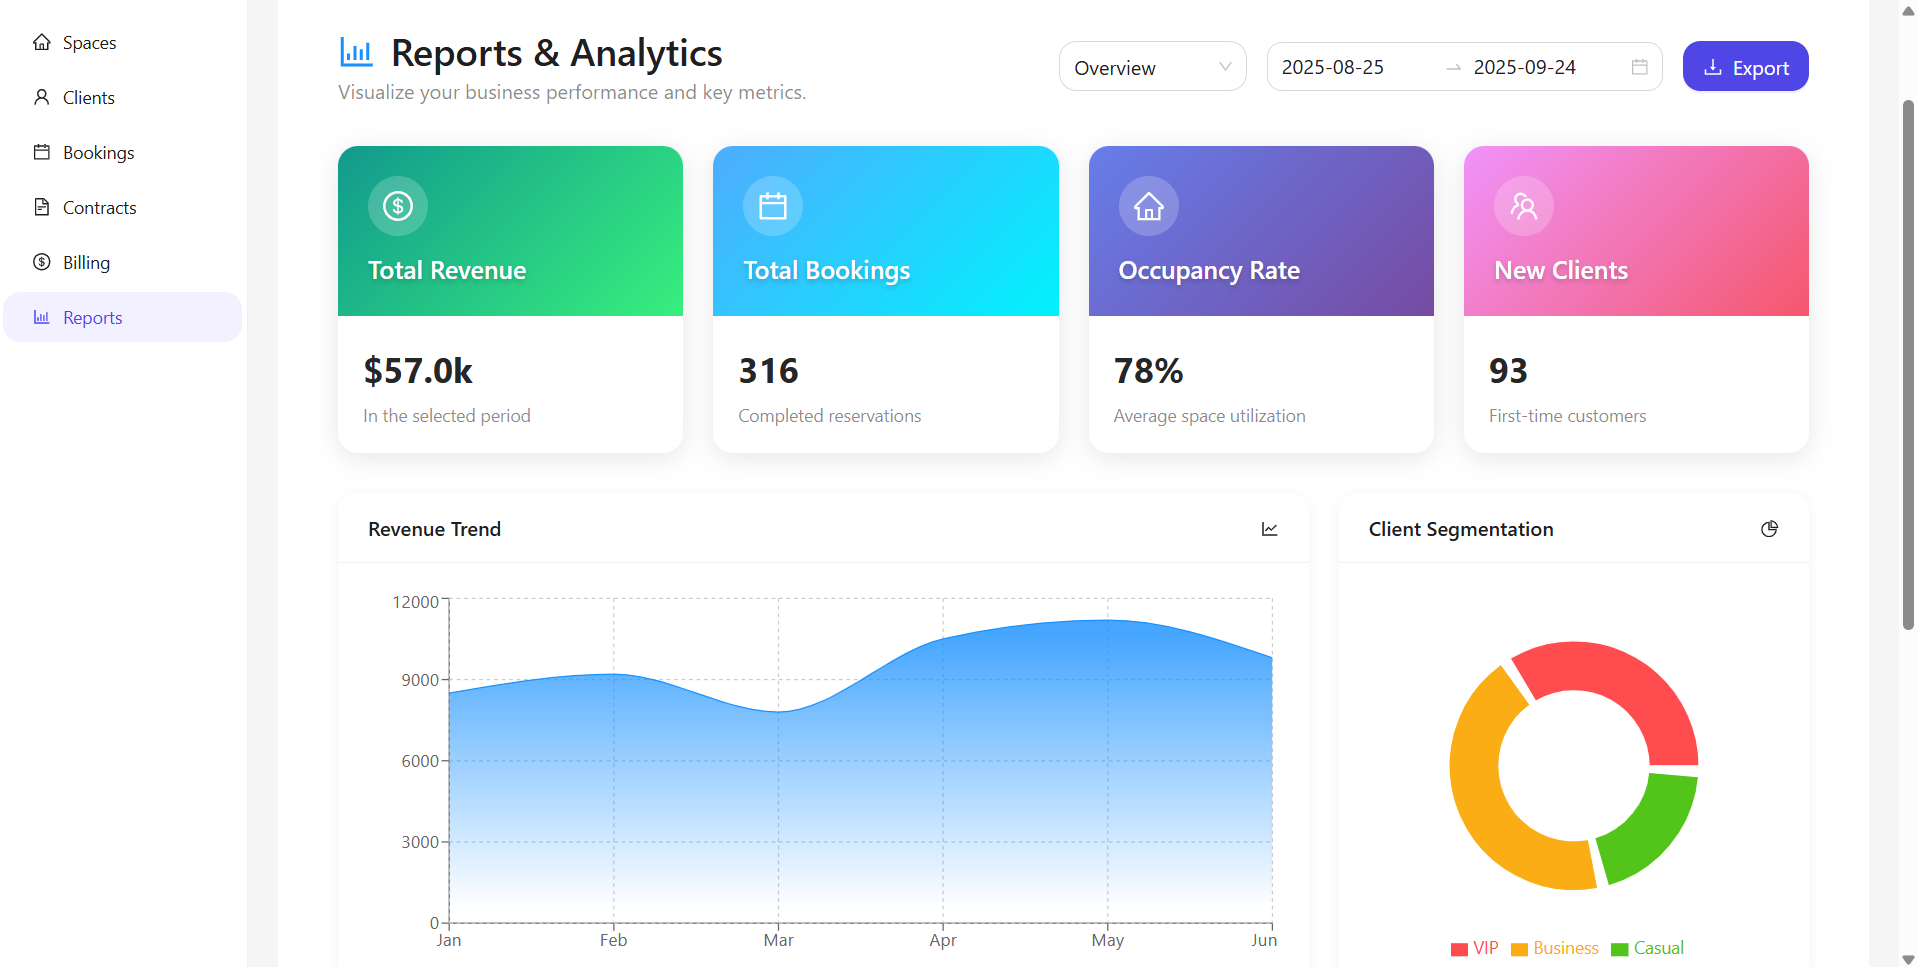 Spaces
Clients
Bookings
Contracts
Billing
Reports
Reports & Analytics
Visualize your business performance and key metrics.
Overview
2025-08-25
2025-09-24
Export
Total Revenue
$57.0k
In the selected period
Total Bookings
316
Completed reservations
Occupancy Rate
78%
Average space utilization
New Clients
93
First-time customers
Revenue Trend
12000
9000
6000
3000
0
Jan Feb Mar Apr May Jun
Client Segmentation
VIP Business Casual